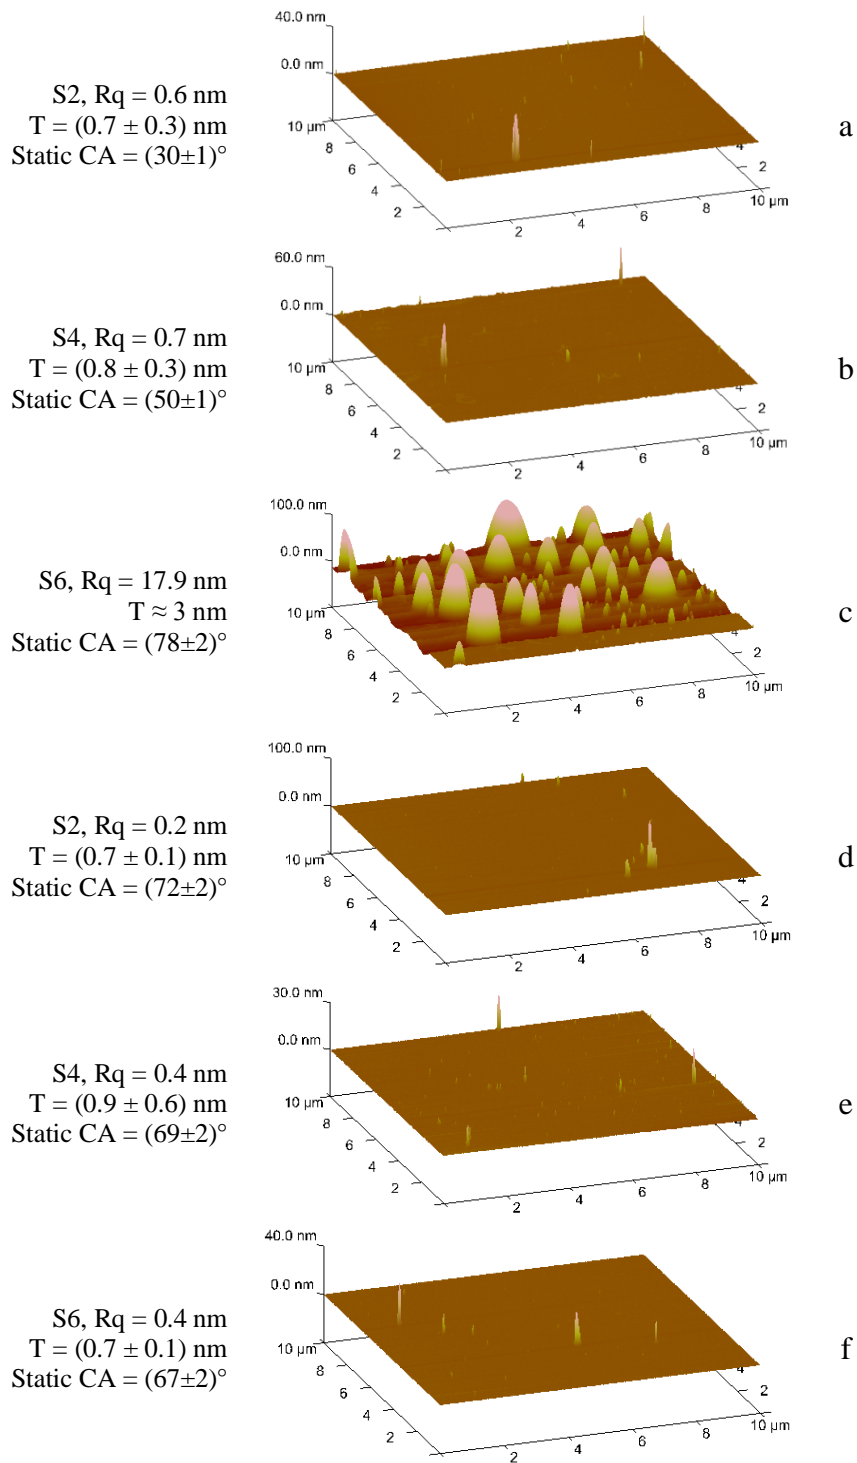 40.0 nm
0.0 nm
S2, Rq = 0.6 nm
T = (0.7 ± 0.3) nm
Static CA = (30±1)°
10 µm
8
6
4
2
2
4
6
8
10 µm
2
4
a
60.0 nm
0.0 nm
S4, Rq = 0.7 nm
T = (0.8 ± 0.3) nm
Static CA = (50±1)°
10 µm
8
6
4
2
2
4
6
8
10 µm
2
4
b
100.0 nm
0.0 nm
S6, Rq = 17.9 nm
T ≈ 3 nm
Static CA = (78±2)°
10 µm
8
6
4
2
2
4
6
8
10 µm
2
4
c
100.0 nm
0.0 nm
S2, Rq = 0.2 nm
T = (0.7 ± 0.1) nm
Static CA = (72±2)°
10 µm
8
6
4
2
2
4
6
8
10 µm
2
4
d
30.0 nm
0.0 nm
S4, Rq = 0.4 nm
T = (0.9 ± 0.6) nm
Static CA = (69±2)°
10 µm
8
6
4
2
2
4
6
8
10 µm
2
4
e
40.0 nm
0.0 nm
S6, Rq = 0.4 nm
T = (0.7 ± 0.1) nm
Static CA = (67±2)°
10 µm
8
6
4
2
2
4
6
8
10 µm
2
4
f